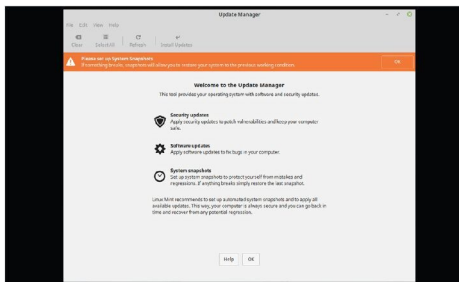 Update Manager
File Edit View Help
Clear Select All Refresh Install Updates
Please set up System Snapshots
If something breaks, snapshots will allow you to restore your system to the previous working condition.
OK
Welcome to the Update Manager
This tool provides your operating system with software and security updates.
Security updates
Apply security updates to patch vulnerabilities and keep your computer
safe.
Software updates
Apply software updates to fix bugs in your computer.
System snapshots
Set up system snapshots to protect yourself from mistakes and
regressions. If anything breaks simply restore the last snapshot.
Linux Mint recommends to set up automated system snapshots and to apply all
available updates. This way, your computer is always secure and you can go back in
time and recover from any potential regression.
Help OK